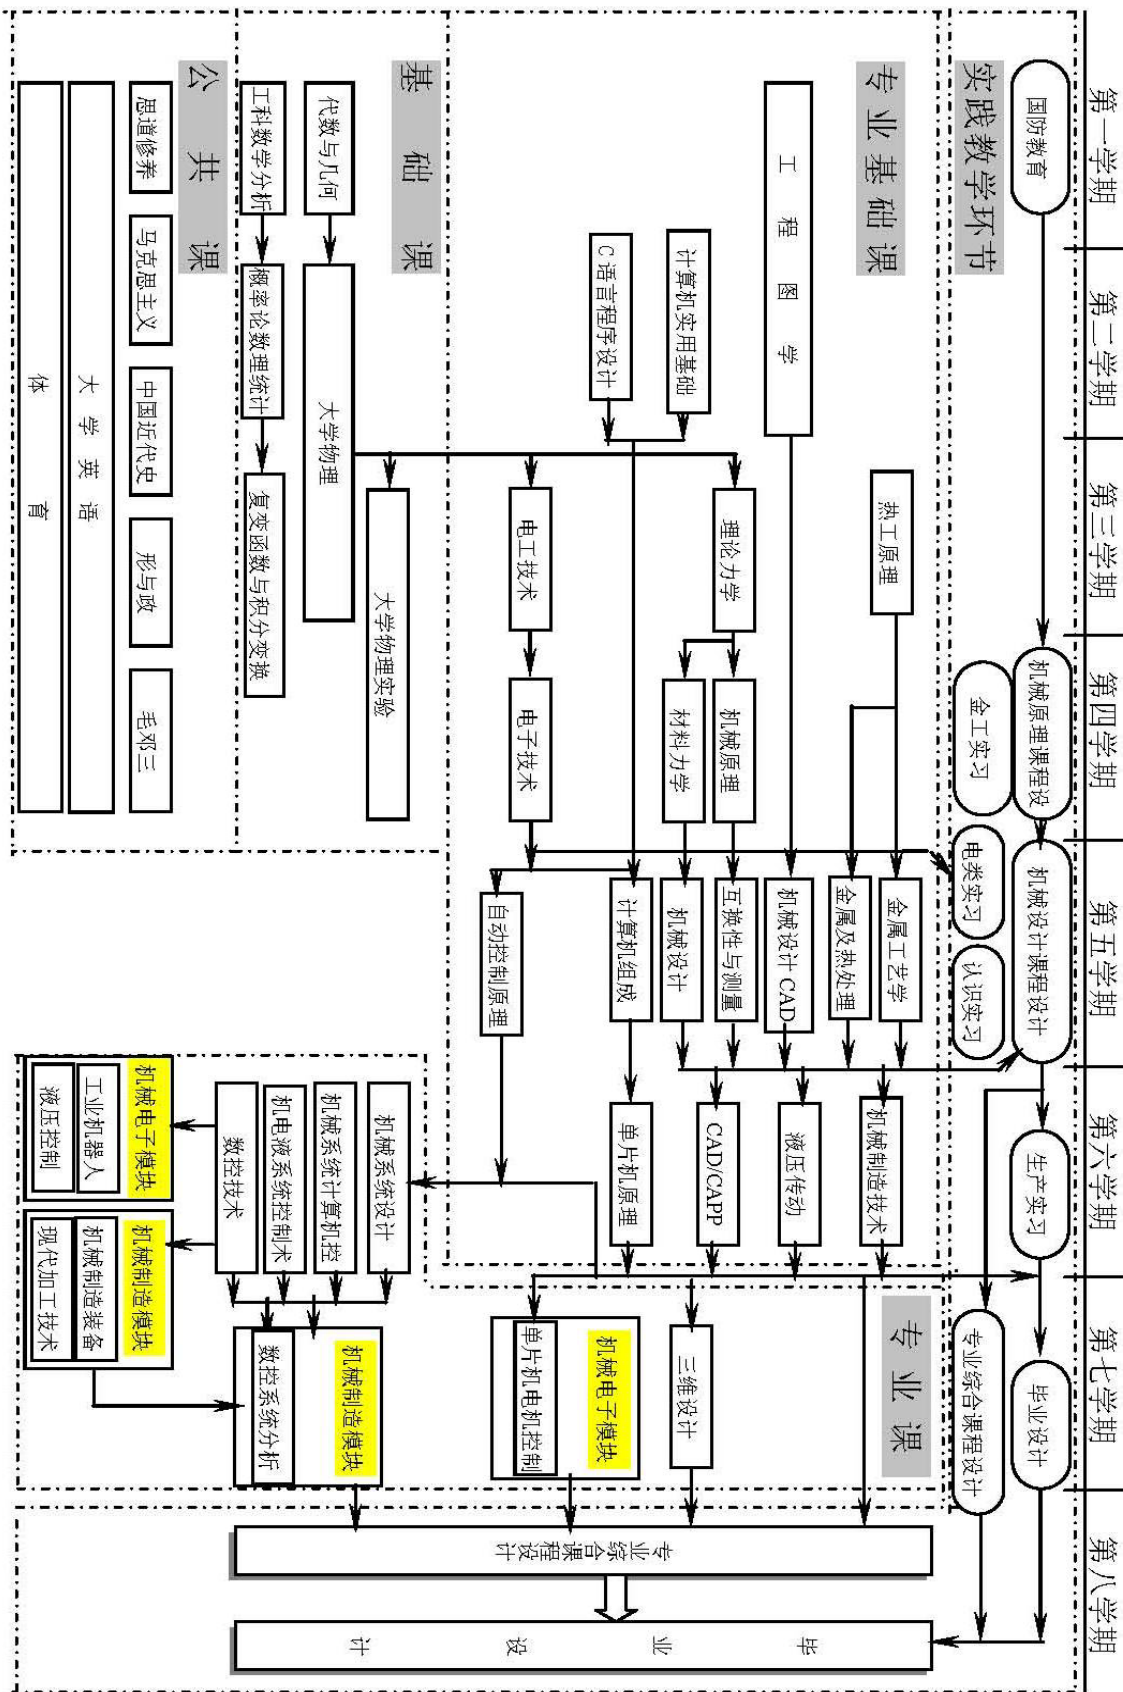 第一学期
第二学期
第三学期
第四学期
第五学期
第六学期
第七学期
第八学期
实践教学环节
国防教育
机械原理课程设
金工实习
机械设计课程设计
电类实习
认识实习
生产实习
专业综合课程设计
毕业设计
专业基础课
工程图学
计算机实用基础
C语言程序设计
热工原理
理论力学
电工技术
机械原理
材料力学
电子技术
金属工艺学
金属及热处理
机械设计CAD
互换性与测量
机械设计
计算机组成
自动控制原理
机械制造技术
液压传动
CAD/CAPP
单片机原理
基础课
代数与几何
工科数学分析
大学物理
概率论数理统计
大学物理实验
复变函数与积分变换
公共课
思道修养
马克思主义
中国近代史
形与政
毛邓三
大学英语
体育
专业课
机械系统设计
机械系统计算机控
机电液系统控制术
数控技术
机械电子模块
工业机器人
液压控制
机械制造模块
机械制造装备
现代加工技术
三维设计
机械电子模块
单片机电机控制
机械制造模块
数控系统分析
专业综合课程设计
毕业设计